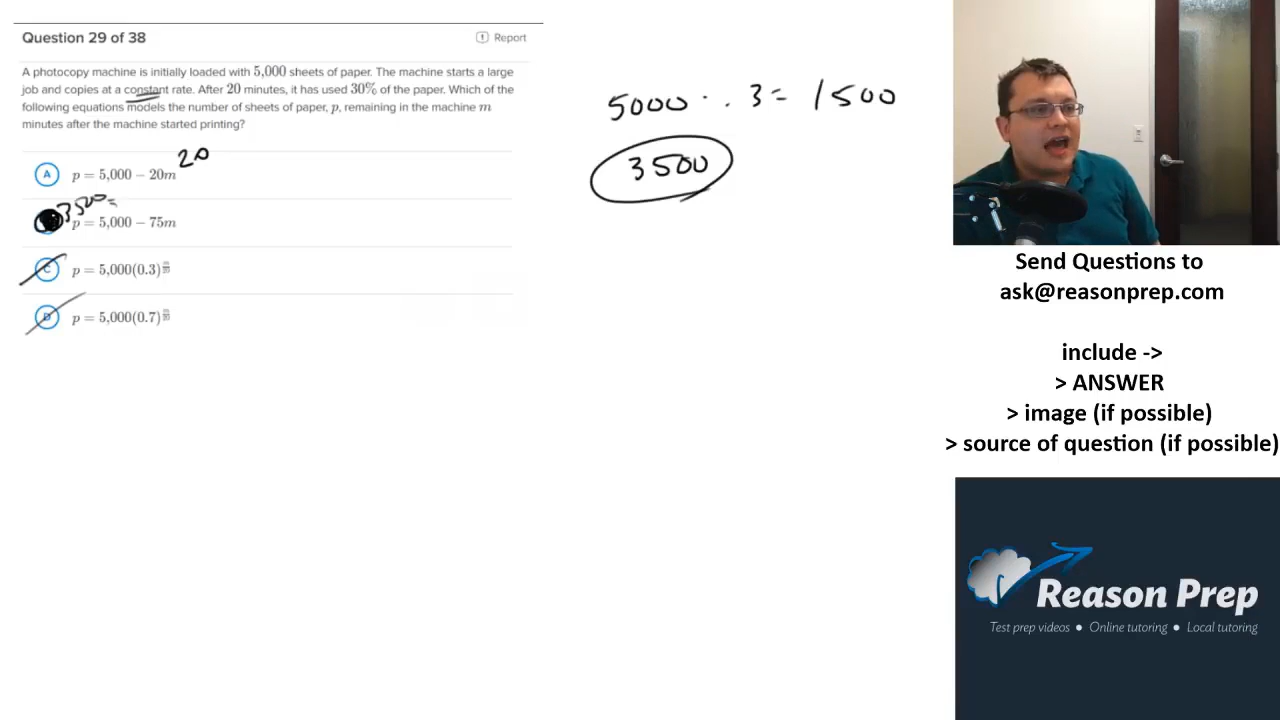 Question 29 of 38
Report
A photocopy machine is initially loaded with 5,000 sheets of paper. The machine starts a large
job and copies at a constant rate. After 20 minutes, it has used 30% of the paper. Which of the
following equations models the number of sheets of paper, p, remaining in the machine m
minutes after the machine started printing?
20
A p = 5,000 − 20m
3500=
p = 5,000 − 75m
C p = 5,000(0.3)^(m/20)
D p = 5,000(0.7)^(m/20)
5000 · .3 = 1500
3500
Send Questions to
ask@reasonprep.com
include ->
> ANSWER
> image (if possible)
> source of question (if possible)
Reason Prep
Test prep videos ● Online tutoring ● Local tutoring